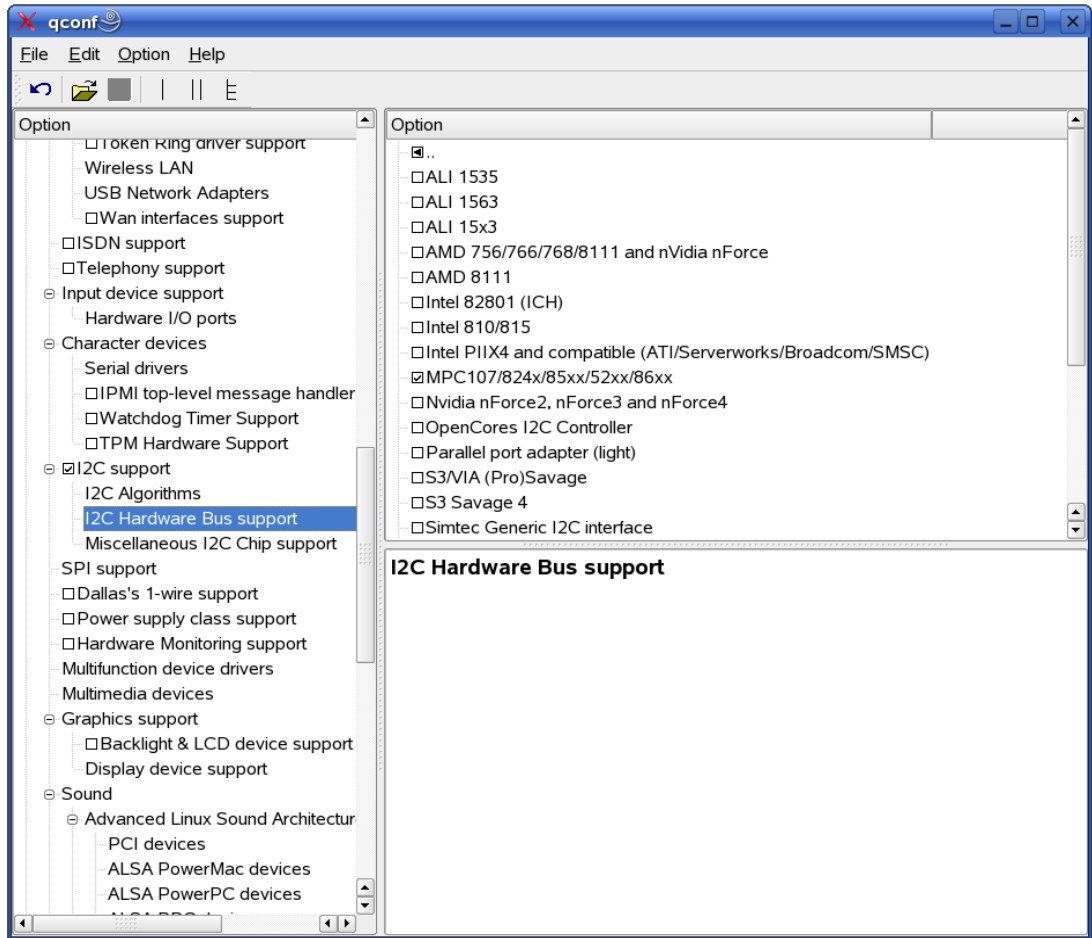 qconf
File Edit Option Help
Option
Token Ring driver support
Wireless LAN
USB Network Adapters
Wan interfaces support
ISDN support
Telephony support
Input device support
Hardware I/O ports
Character devices
Serial drivers
IPMI top-level message handler
Watchdog Timer Support
TPM Hardware Support
I2C support
I2C Algorithms
I2C Hardware Bus support
Miscellaneous I2C Chip support
SPI support
Dallas's 1-wire support
Power supply class support
Hardware Monitoring support
Multifunction device drivers
Multimedia devices
Graphics support
Backlight & LCD device support
Display device support
Sound
Advanced Linux Sound Architectur
PCI devices
ALSA PowerMac devices
ALSA PowerPC devices
Option
..
ALI 1535
ALI 1563
ALI 15x3
AMD 756/766/768/8111 and nVidia nForce
AMD 8111
Intel 82801 (ICH)
Intel 810/815
Intel PIIX4 and compatible (ATI/Serverworks/Broadcom/SMSC)
MPC107/824x/85xx/52xx/86xx
Nvidia nForce2, nForce3 and nForce4
OpenCores I2C Controller
Parallel port adapter (light)
S3/VIA (Pro)Savage
S3 Savage 4
Simtec Generic I2C interface
I2C Hardware Bus support